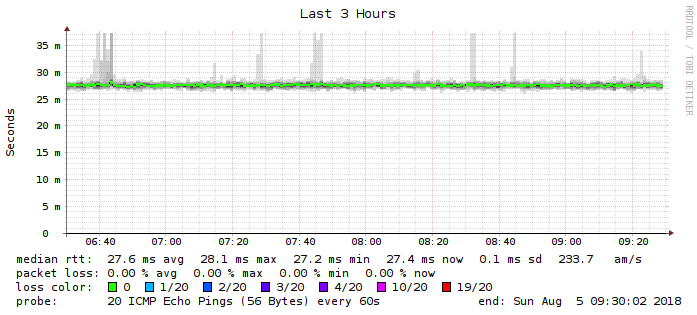 Last 3 Hours
RRDTOOL / TOBI OETIKER
Seconds
35 m
30 m
25 m
20 m
15 m
10 m
5 m
0
06:40 07:00 07:20 07:40 08:00 08:20 08:40 09:00 09:20
median rtt: 27.6 ms avg 28.1 ms max 27.2 ms min 27.4 ms now 0.1 ms sd 233.7 am/s
packet loss: 0.00 % avg 0.00 % max 0.00 % min 0.00 % now
loss color: 0 1/20 2/20 3/20 4/20 10/20 19/20
probe: 20 ICMP Echo Pings (56 Bytes) every 60s end: Sun Aug 5 09:30:02 2018